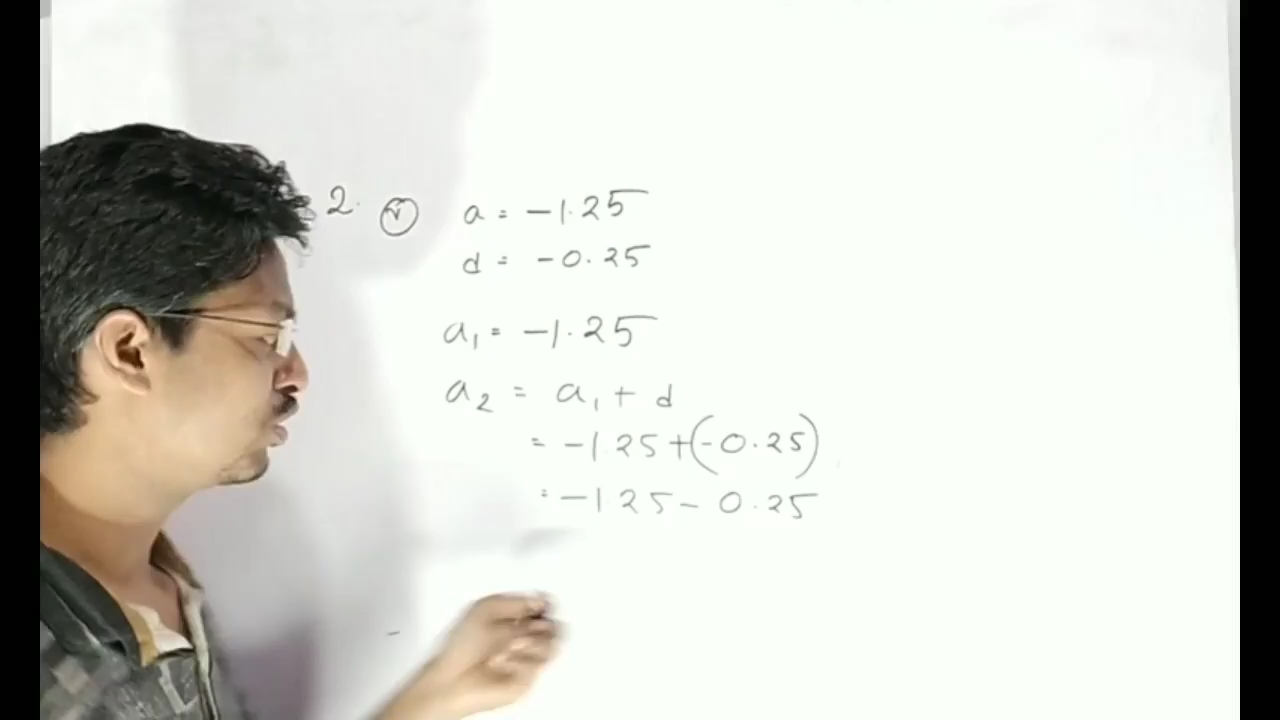 2. (v) a = -1.25
d = -0.25
a₁ = -1.25
a₂ = a₁ + d
= -1.25 + (-0.25)
= -1.25 - 0.25